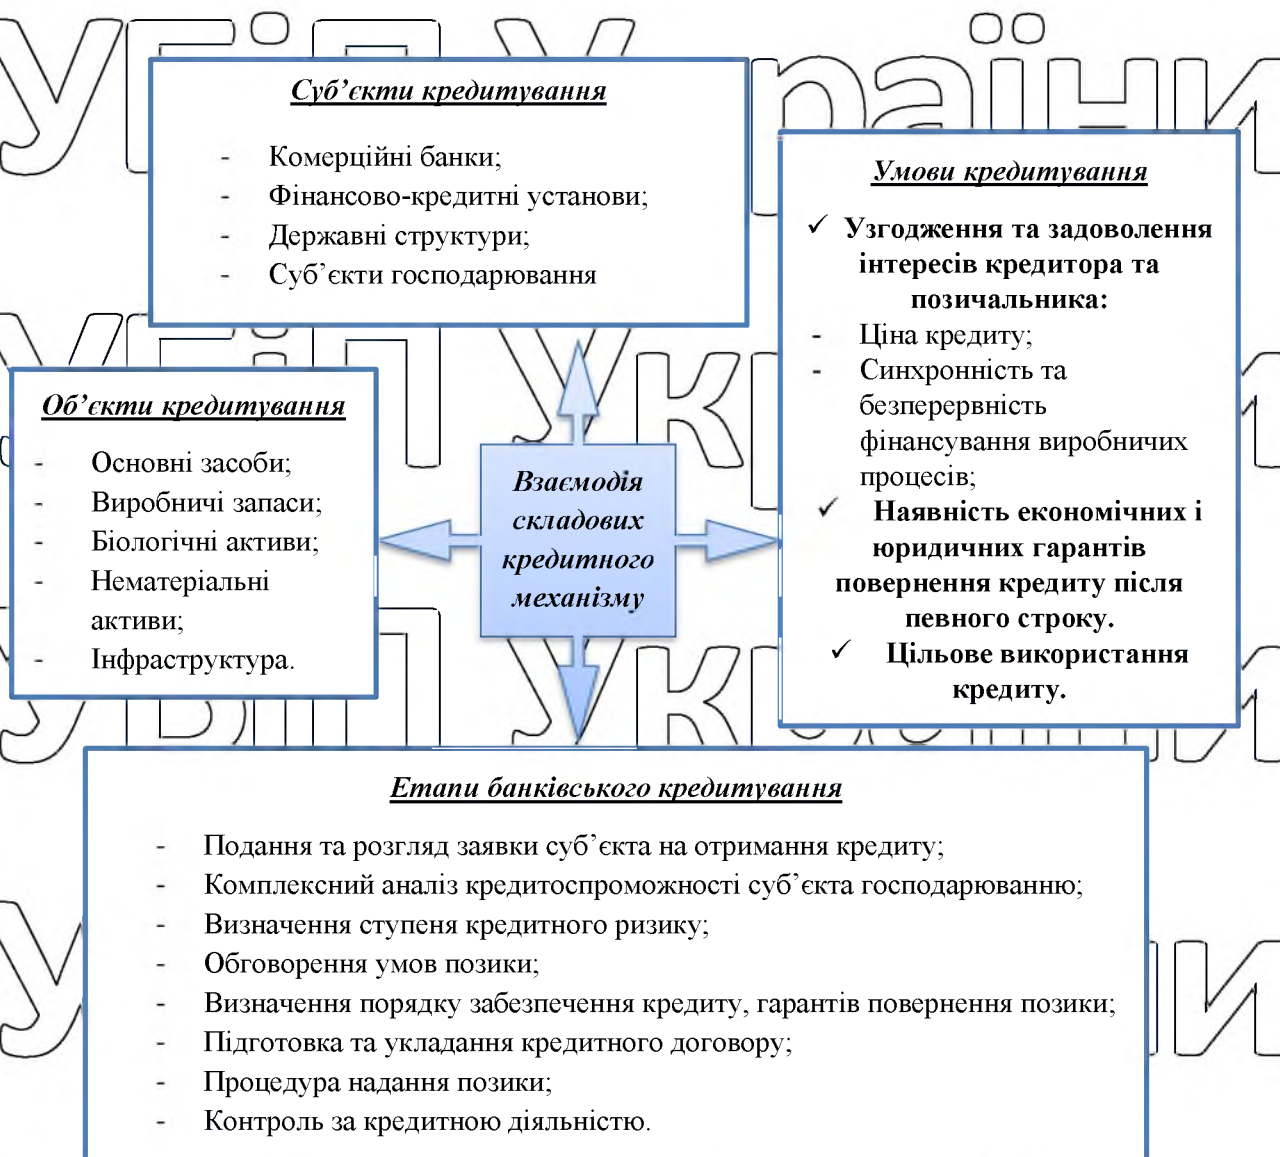 Суб’єкти кредитування
- Комерційні банки;
- Фінансово-кредитні установи;
- Державні структури;
- Суб’єкти господарювання
Умови кредитування
✓ Узгодження та задоволення
інтересів кредитора та
позичальника:
- Ціна кредиту;
- Синхронність та
безперервність
фінансування виробничих
процесів;
✓ Наявність економічних і
юридичних гарантів
повернення кредиту після
певного строку.
✓ Цільове використання
кредиту.
Об’єкти кредитування
- Основні засоби;
- Виробничі запаси;
- Біологічні активи;
- Нематеріальні
активи;
- Інфраструктура.
Взаємодія
складових
кредитного
механізму
Етапи банківського кредитування
- Подання та розгляд заявки суб’єкта на отримання кредиту;
- Комплексний аналіз кредитоспроможності суб’єкта господарюванню;
- Визначення ступеня кредитного ризику;
- Обговорення умов позики;
- Визначення порядку забезпечення кредиту, гарантів повернення позики;
- Підготовка та укладання кредитного договору;
- Процедура надання позики;
- Контроль за кредитною діяльністю.